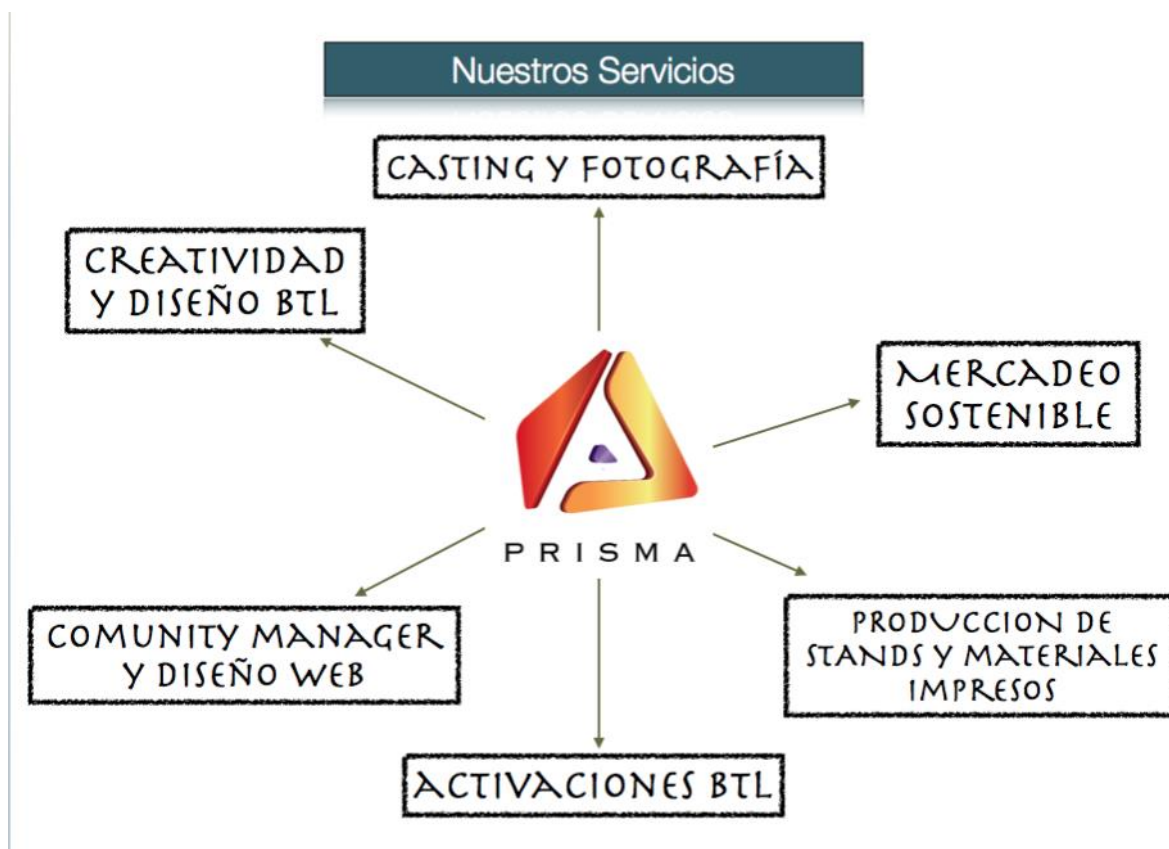 Nuestros Servicios
CASTING Y FOTOGRAFÍA
CREATIVIDAD
Y DISEÑO BTL
MERCADEO
SOSTENIBLE
PRISMA
COMUNITY MANAGER
Y DISEÑO WEB
PRODUCCION DE
STANDS Y MATERIALES
IMPRESOS
ACTIVACIONES BTL